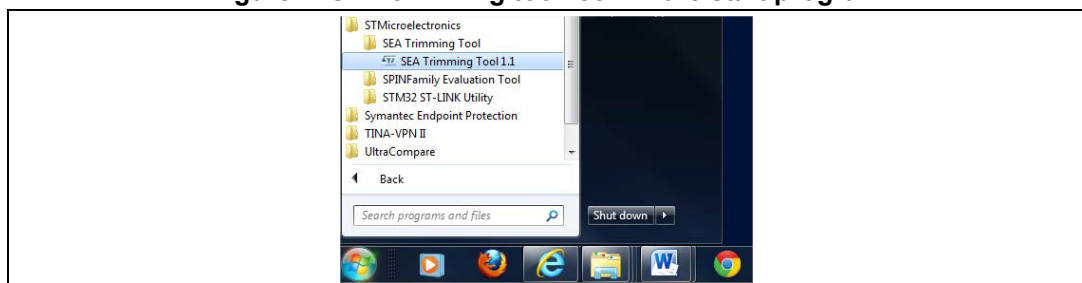 STMicroelectronics
SEA Trimming Tool
SEA Trimming Tool 1.1
SPINFamily Evaluation Tool
STM32 ST-LINK Utility
Symantec Endpoint Protection
TINA-VPN II
UltraCompare
Back
Search programs and files
Shut down